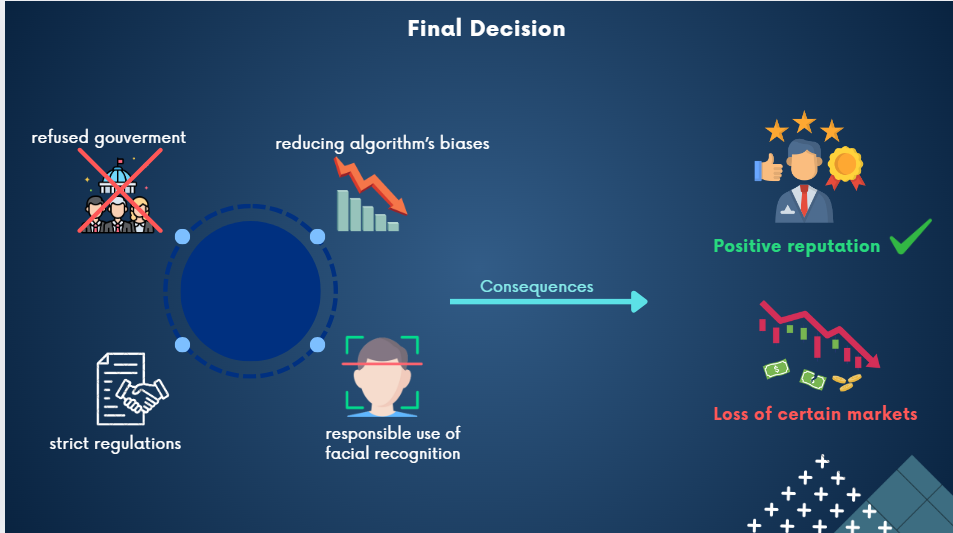 Final Decision
refused gouverment
reducing algorithm's biases
strict regulations
responsible use of
facial recognition
Consequences
Positive reputation
Loss of certain markets